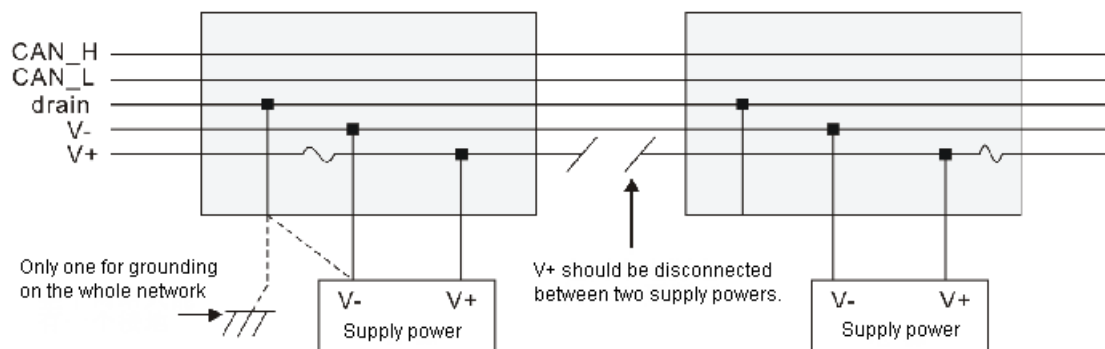 CAN_H
CAN_L
drain
V-
V+
Only one for grounding
on the whole network
V- V+
Supply power
V+ should be disconnected
between two supply powers.
V- V+
Supply power